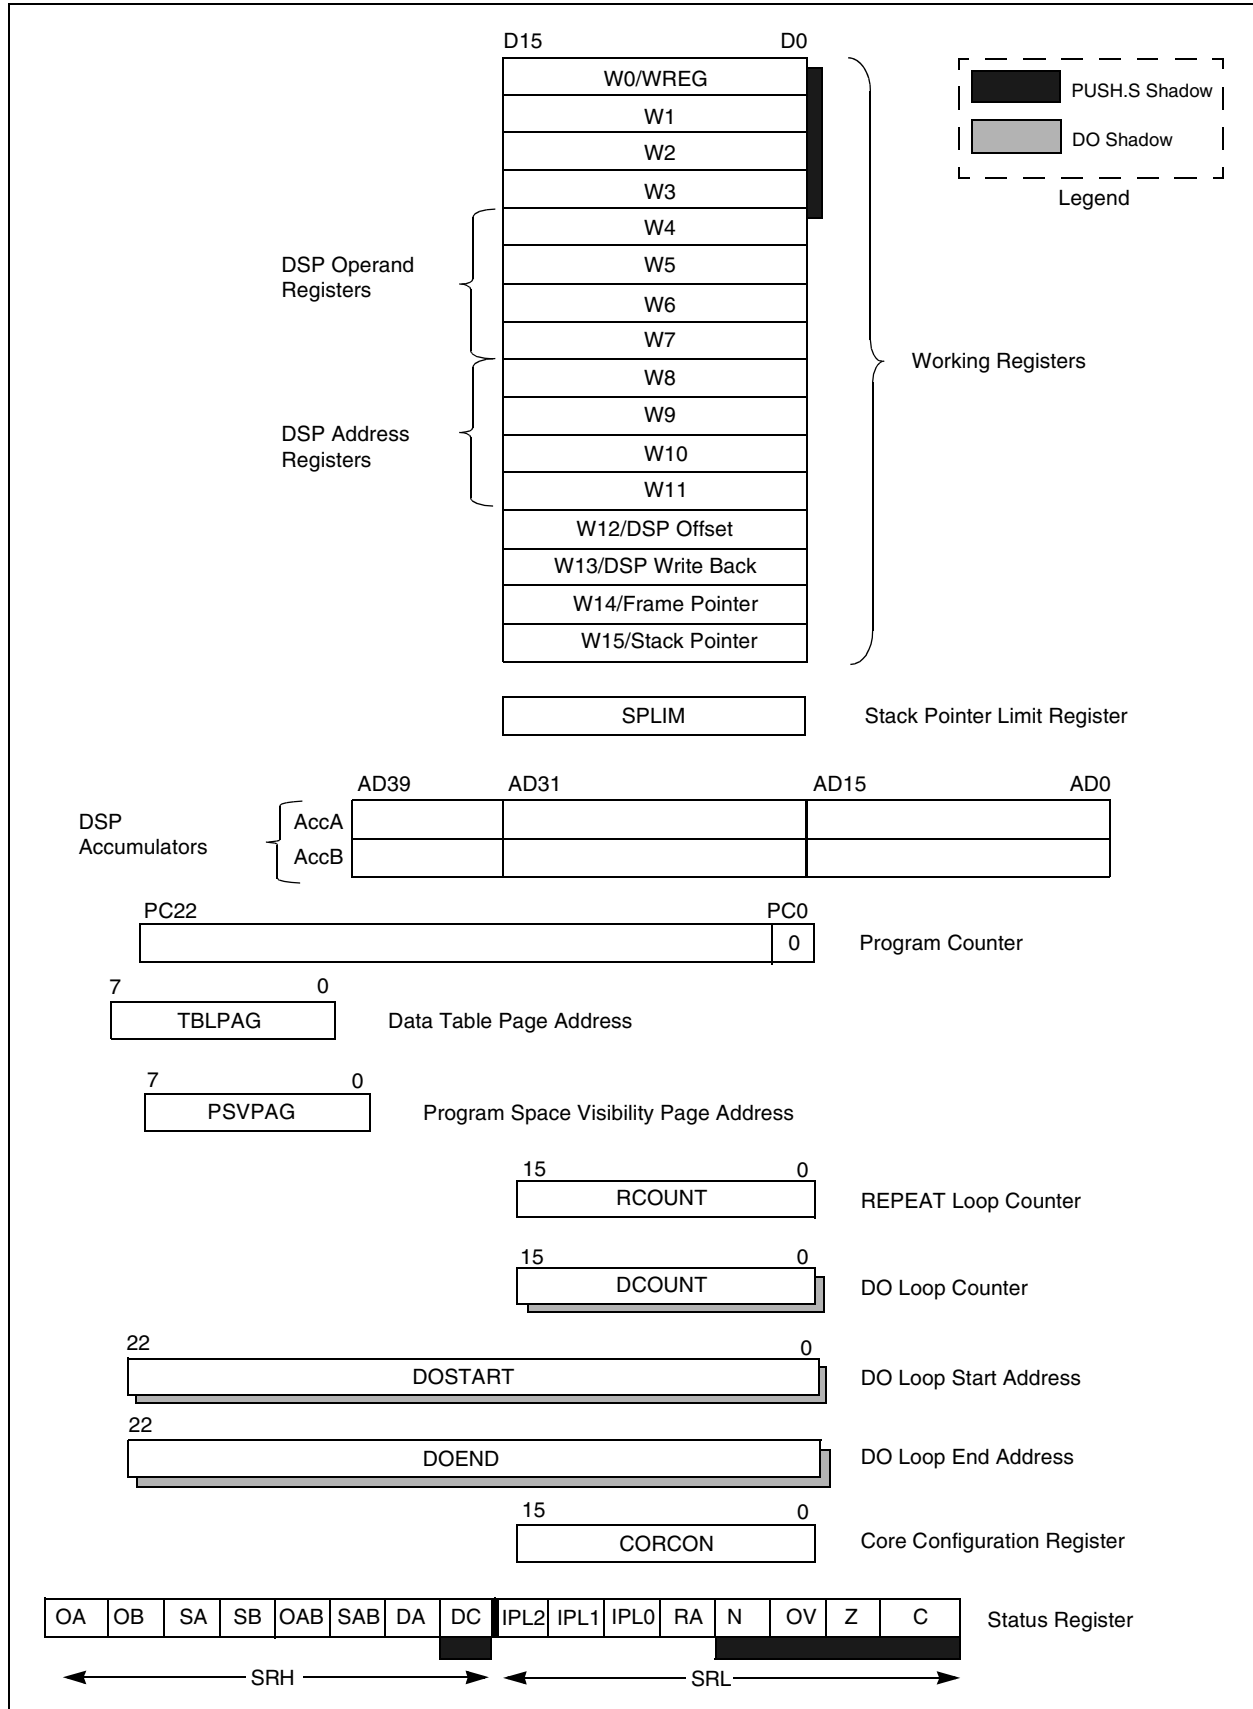 D15 D0
W0/WREG
PUSH.S Shadow
W1
W2
DO Shadow
W3
Legend
W4
DSP Operand
Registers
W5
W6
W7
Working Registers
W8
W9
DSP Address
Registers
W10
W11
W12/DSP Offset
W13/DSP Write Back
W14/Frame Pointer
W15/Stack Pointer
SPLIM Stack Pointer Limit Register
AD39 AD31 AD15 AD0
DSP
Accumulators
AccA
AccB
PC22 PC0
0 Program Counter
7 0
TBLPAG Data Table Page Address
7 0
PSVPAG Program Space Visibility Page Address
15 0
RCOUNT REPEAT Loop Counter
15 0
DCOUNT DO Loop Counter
22 0
DOSTART DO Loop Start Address
22
DOEND DO Loop End Address
15 0
CORCON Core Configuration Register
OA OB SA SB OAB SAB DA DC IPL2 IPL1 IPL0 RA N OV Z C Status Register
SRH SRL